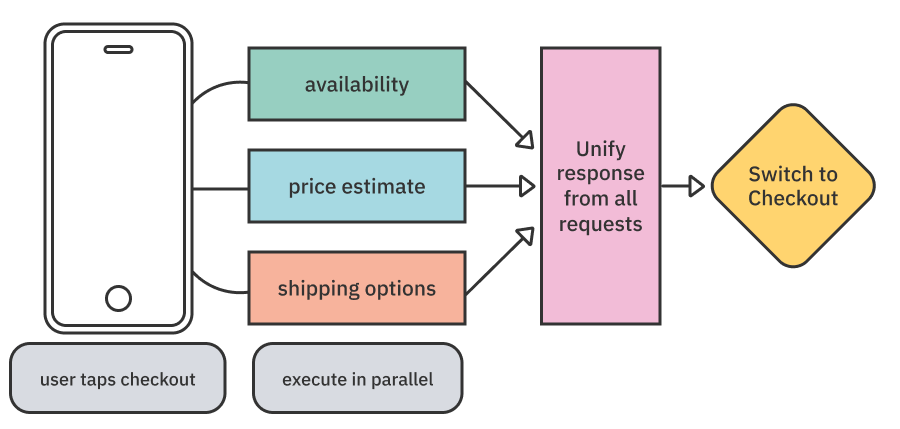 availability
price estimate
shipping options
Unify
response
from all
requests
Switch to
Checkout
user taps checkout
execute in parallel